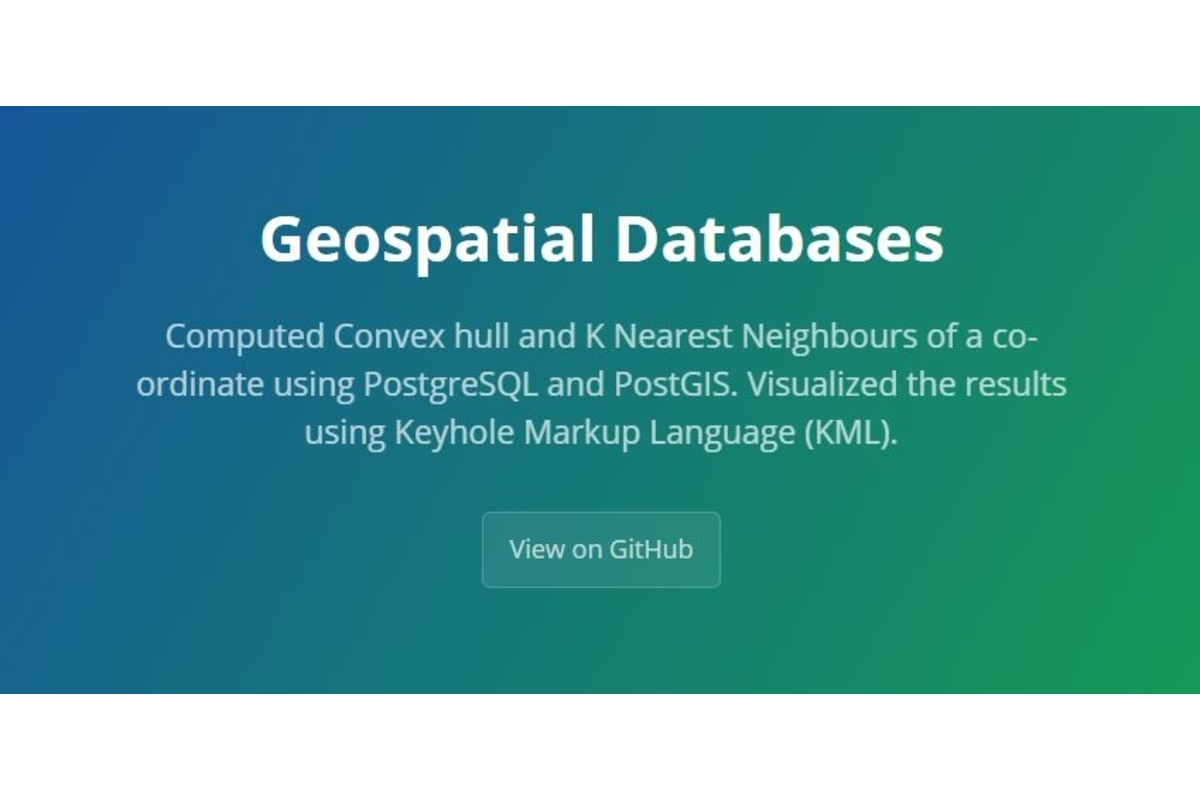 Geospatial Databases
Computed Convex hull and K Nearest Neighbours of a co-
ordinate using PostgreSQL and PostGIS. Visualized the results
using Keyhole Markup Language (KML).
View on GitHub